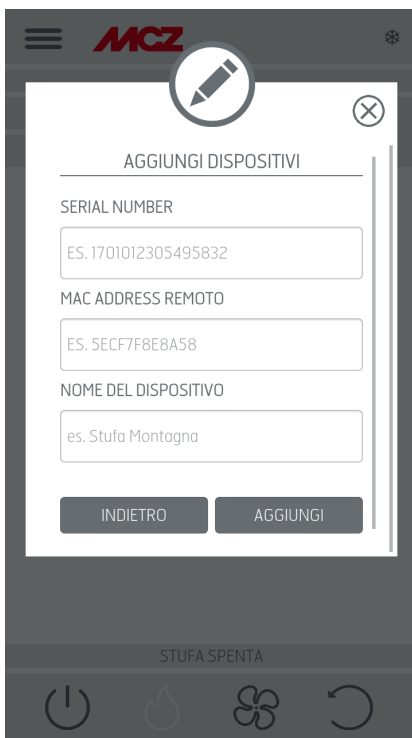 MCZ
AGGIUNGI DISPOSITIVI
SERIAL NUMBER
ES. 1701012305495832
MAC ADDRESS REMOTO
ES. 5ECF7F8E8A58
NOME DEL DISPOSITIVO
es. Stufa Montagna
INDIETRO AGGIUNGI
STUFA SPENTA